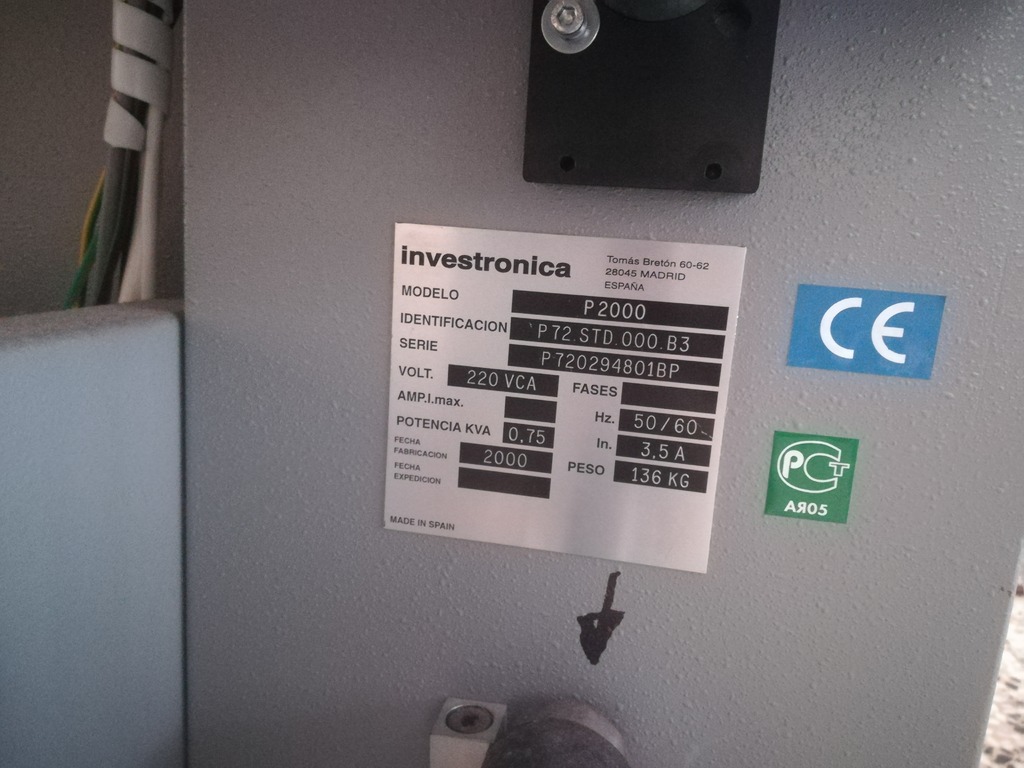 investronica
Tomás Bretón 60-62
28045 MADRID
ESPAÑA
MODELO P2000
IDENTIFICACION P72.STD.000.B3
SERIE P720294801BP
VOLT. 220 VCA FASES
AMP.I.max. Hz. 50/60
POTENCIA KVA 0,75 In. 3,5 A
FECHA FABRICACION 2000 PESO 136 KG
FECHA EXPEDICION
MADE IN SPAIN
CE
РСТ
АЯ05